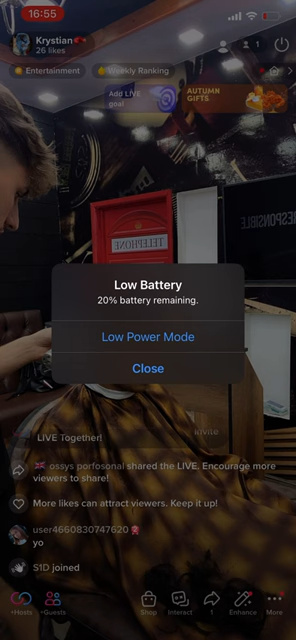 16:55
Krystian
26 likes
1
Entertainment
Weekly Ranking
Add LIVE
goal
AUTUMN
GIFTS
TELEPHONE
RESPONSIBLE
Low Battery
20% battery remaining.
Low Power Mode
Close
LIVE Together!
Invite
ossys porfosonal shared the LIVE. Encourage more
viewers to share!
More likes can attract viewers. Keep it up!
user4660830747620
yo
S1D joined
+Hosts
+Guests
Shop
Interact
1
Enhance
More